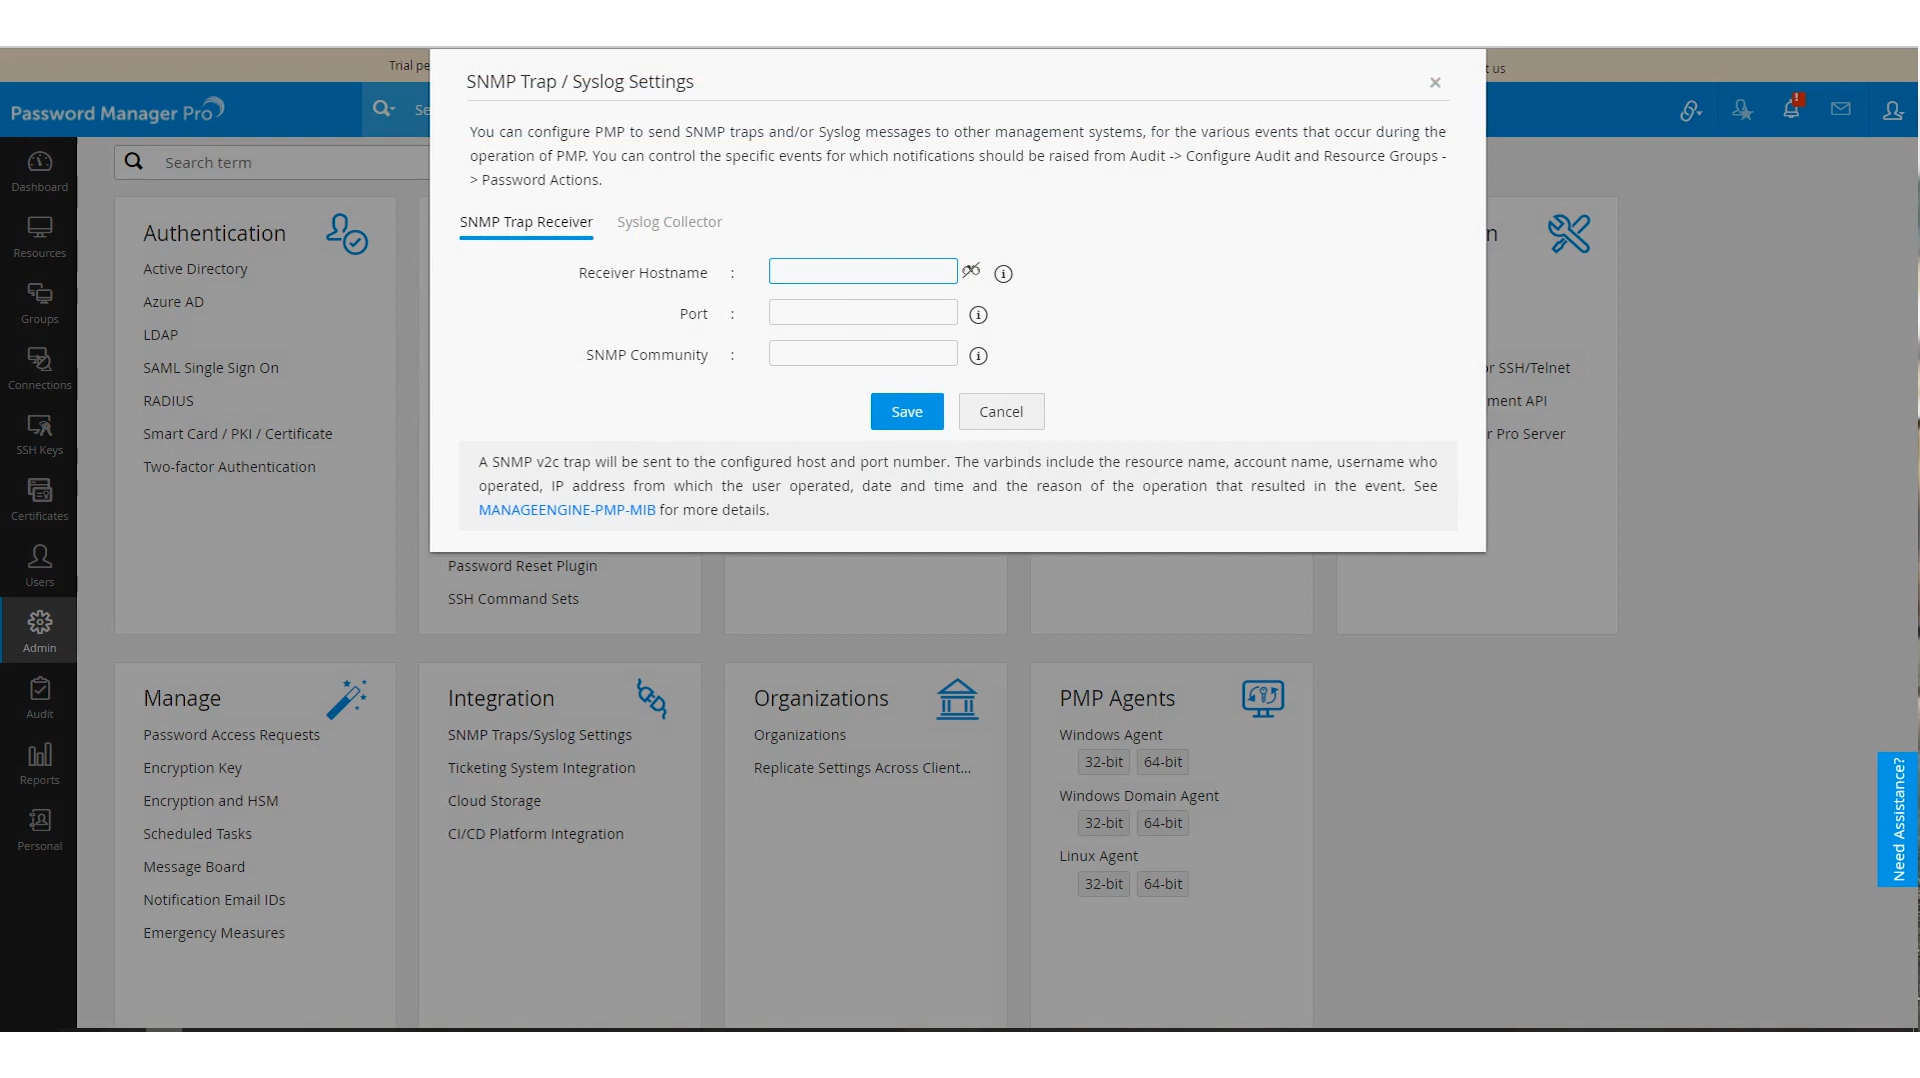 Trial pe
t us
Password Manager Pro
Se
SNMP Trap / Syslog Settings
×
You can configure PMP to send SNMP traps and/or Syslog messages to other management systems, for the various events that occur during the
operation of PMP. You can control the specific events for which notifications should be raised from Audit -> Configure Audit and Resource Groups -
> Password Actions.
SNMP Trap Receiver
Syslog Collector
Receiver Hostname :
Port :
SNMP Community :
Save
Cancel
A SNMP v2c trap will be sent to the configured host and port number. The varbinds include the resource name, account name, username who
operated, IP address from which the user operated, date and time and the reason of the operation that resulted in the event. See
MANAGEENGINE-PMP-MIB for more details.
Dashboard
Resources
Groups
Connections
SSH Keys
Certificates
Users
Admin
Audit
Reports
Personal
Search term
Authentication
Active Directory
Azure AD
LDAP
SAML Single Sign On
RADIUS
Smart Card / PKI / Certificate
Two-factor Authentication
Password Reset Plugin
SSH Command Sets
n
or SSH/Telnet
ment API
r Pro Server
Manage
Password Access Requests
Encryption Key
Encryption and HSM
Scheduled Tasks
Message Board
Notification Email IDs
Emergency Measures
Integration
SNMP Traps/Syslog Settings
Ticketing System Integration
Cloud Storage
CI/CD Platform Integration
Organizations
Organizations
Replicate Settings Across Client...
PMP Agents
Windows Agent
32-bit 64-bit
Windows Domain Agent
32-bit 64-bit
Linux Agent
32-bit 64-bit
Need Assistance?